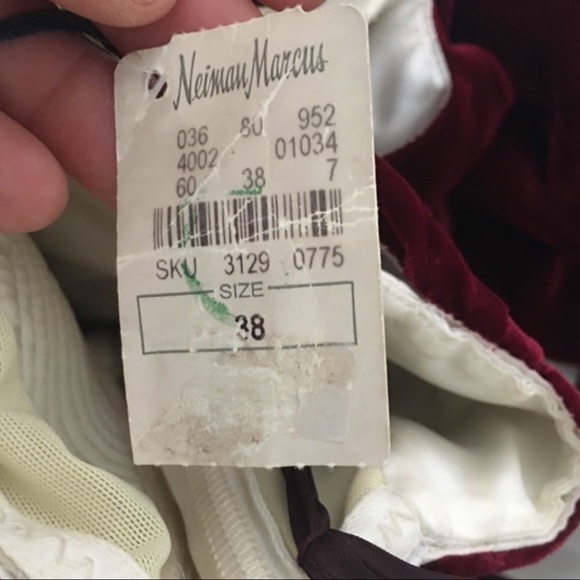 Neiman Marcus
036 80 952
4002 01034
60 38 7
SKU 3129 0775
SIZE
38